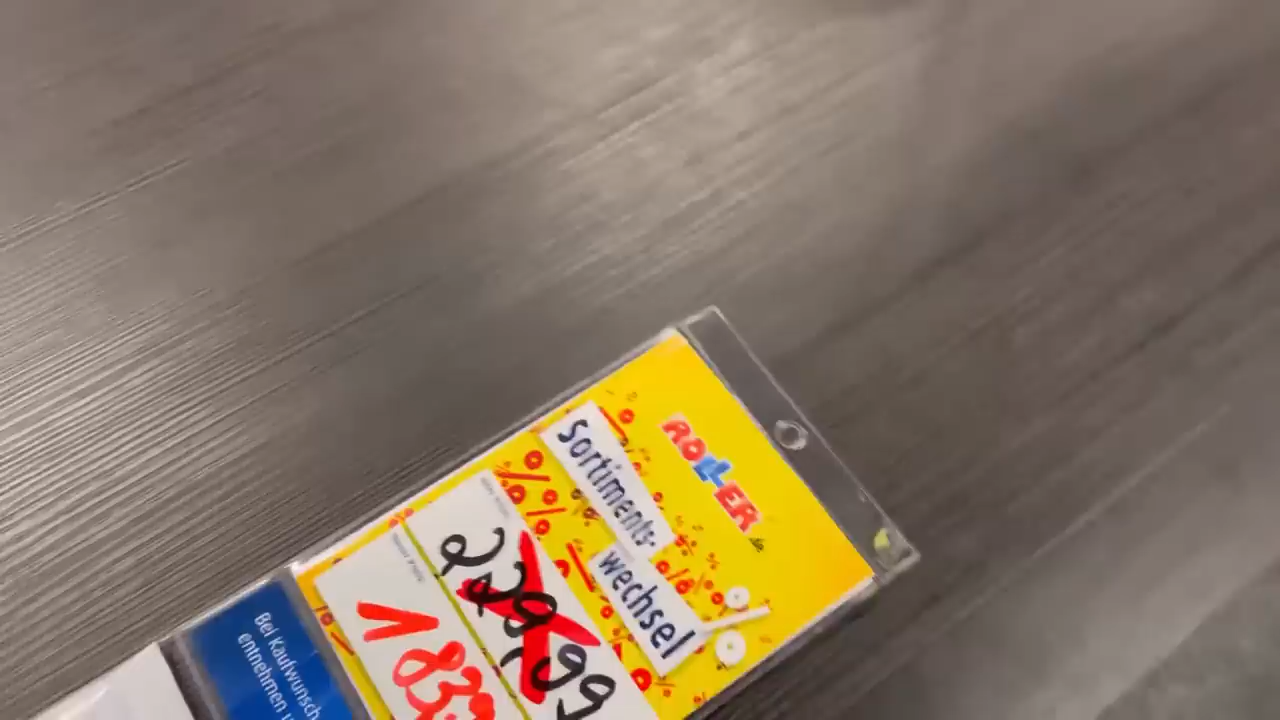 ROLLER
Sortiments-
wechsel
229,99
183
Bei Kaufwunsch
entnehmen